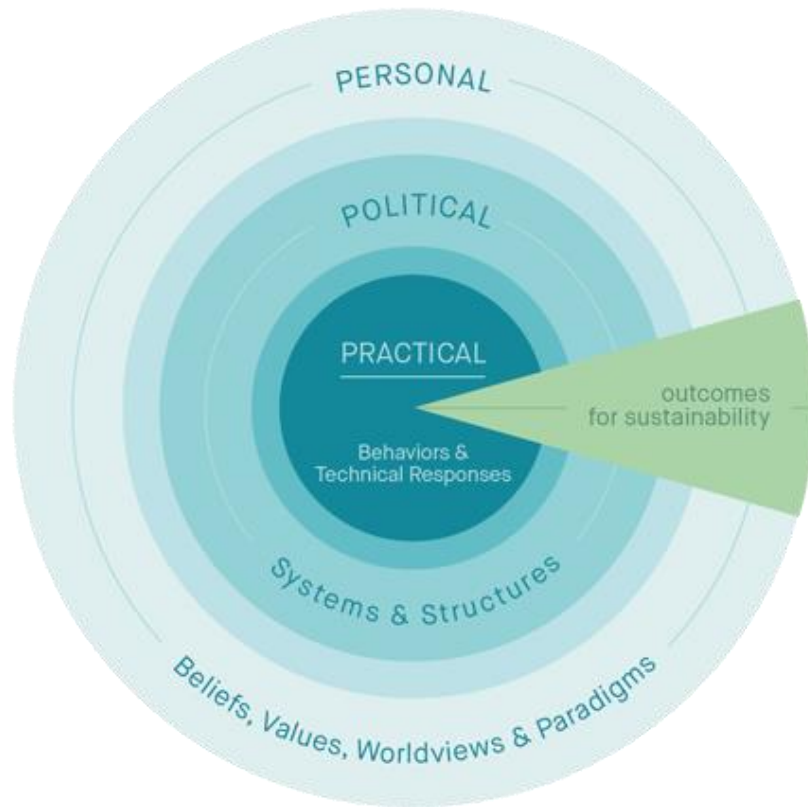 PERSONAL
POLITICAL
PRACTICAL
outcomes
for sustainability
Behaviors &
Technical Responses
Systems & Structures
Beliefs, Values, Worldviews & Paradigms